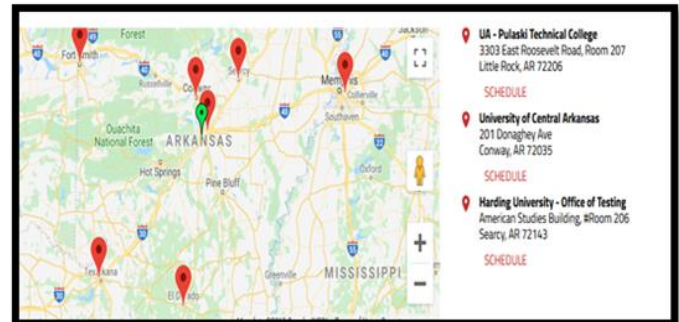 Forest
Jackson
Fort Smith
Russellville
Conway
Searcy
Memphis
Collierville
Southaven
Ouachita
National Forest
ARKANSAS
Hot Springs
Pine Bluff
Oxford
Texarkana
El Dorado
Greenville
MISSISSIPPI
UA - Pulaski Technical College
3303 East Roosevelt Road, Room 207
Little Rock, AR 72206
SCHEDULE
University of Central Arkansas
201 Donaghey Ave
Conway, AR 72035
SCHEDULE
Harding University - Office of Testing
American Studies Building, #Room 206
Searcy, AR 72143
SCHEDULE